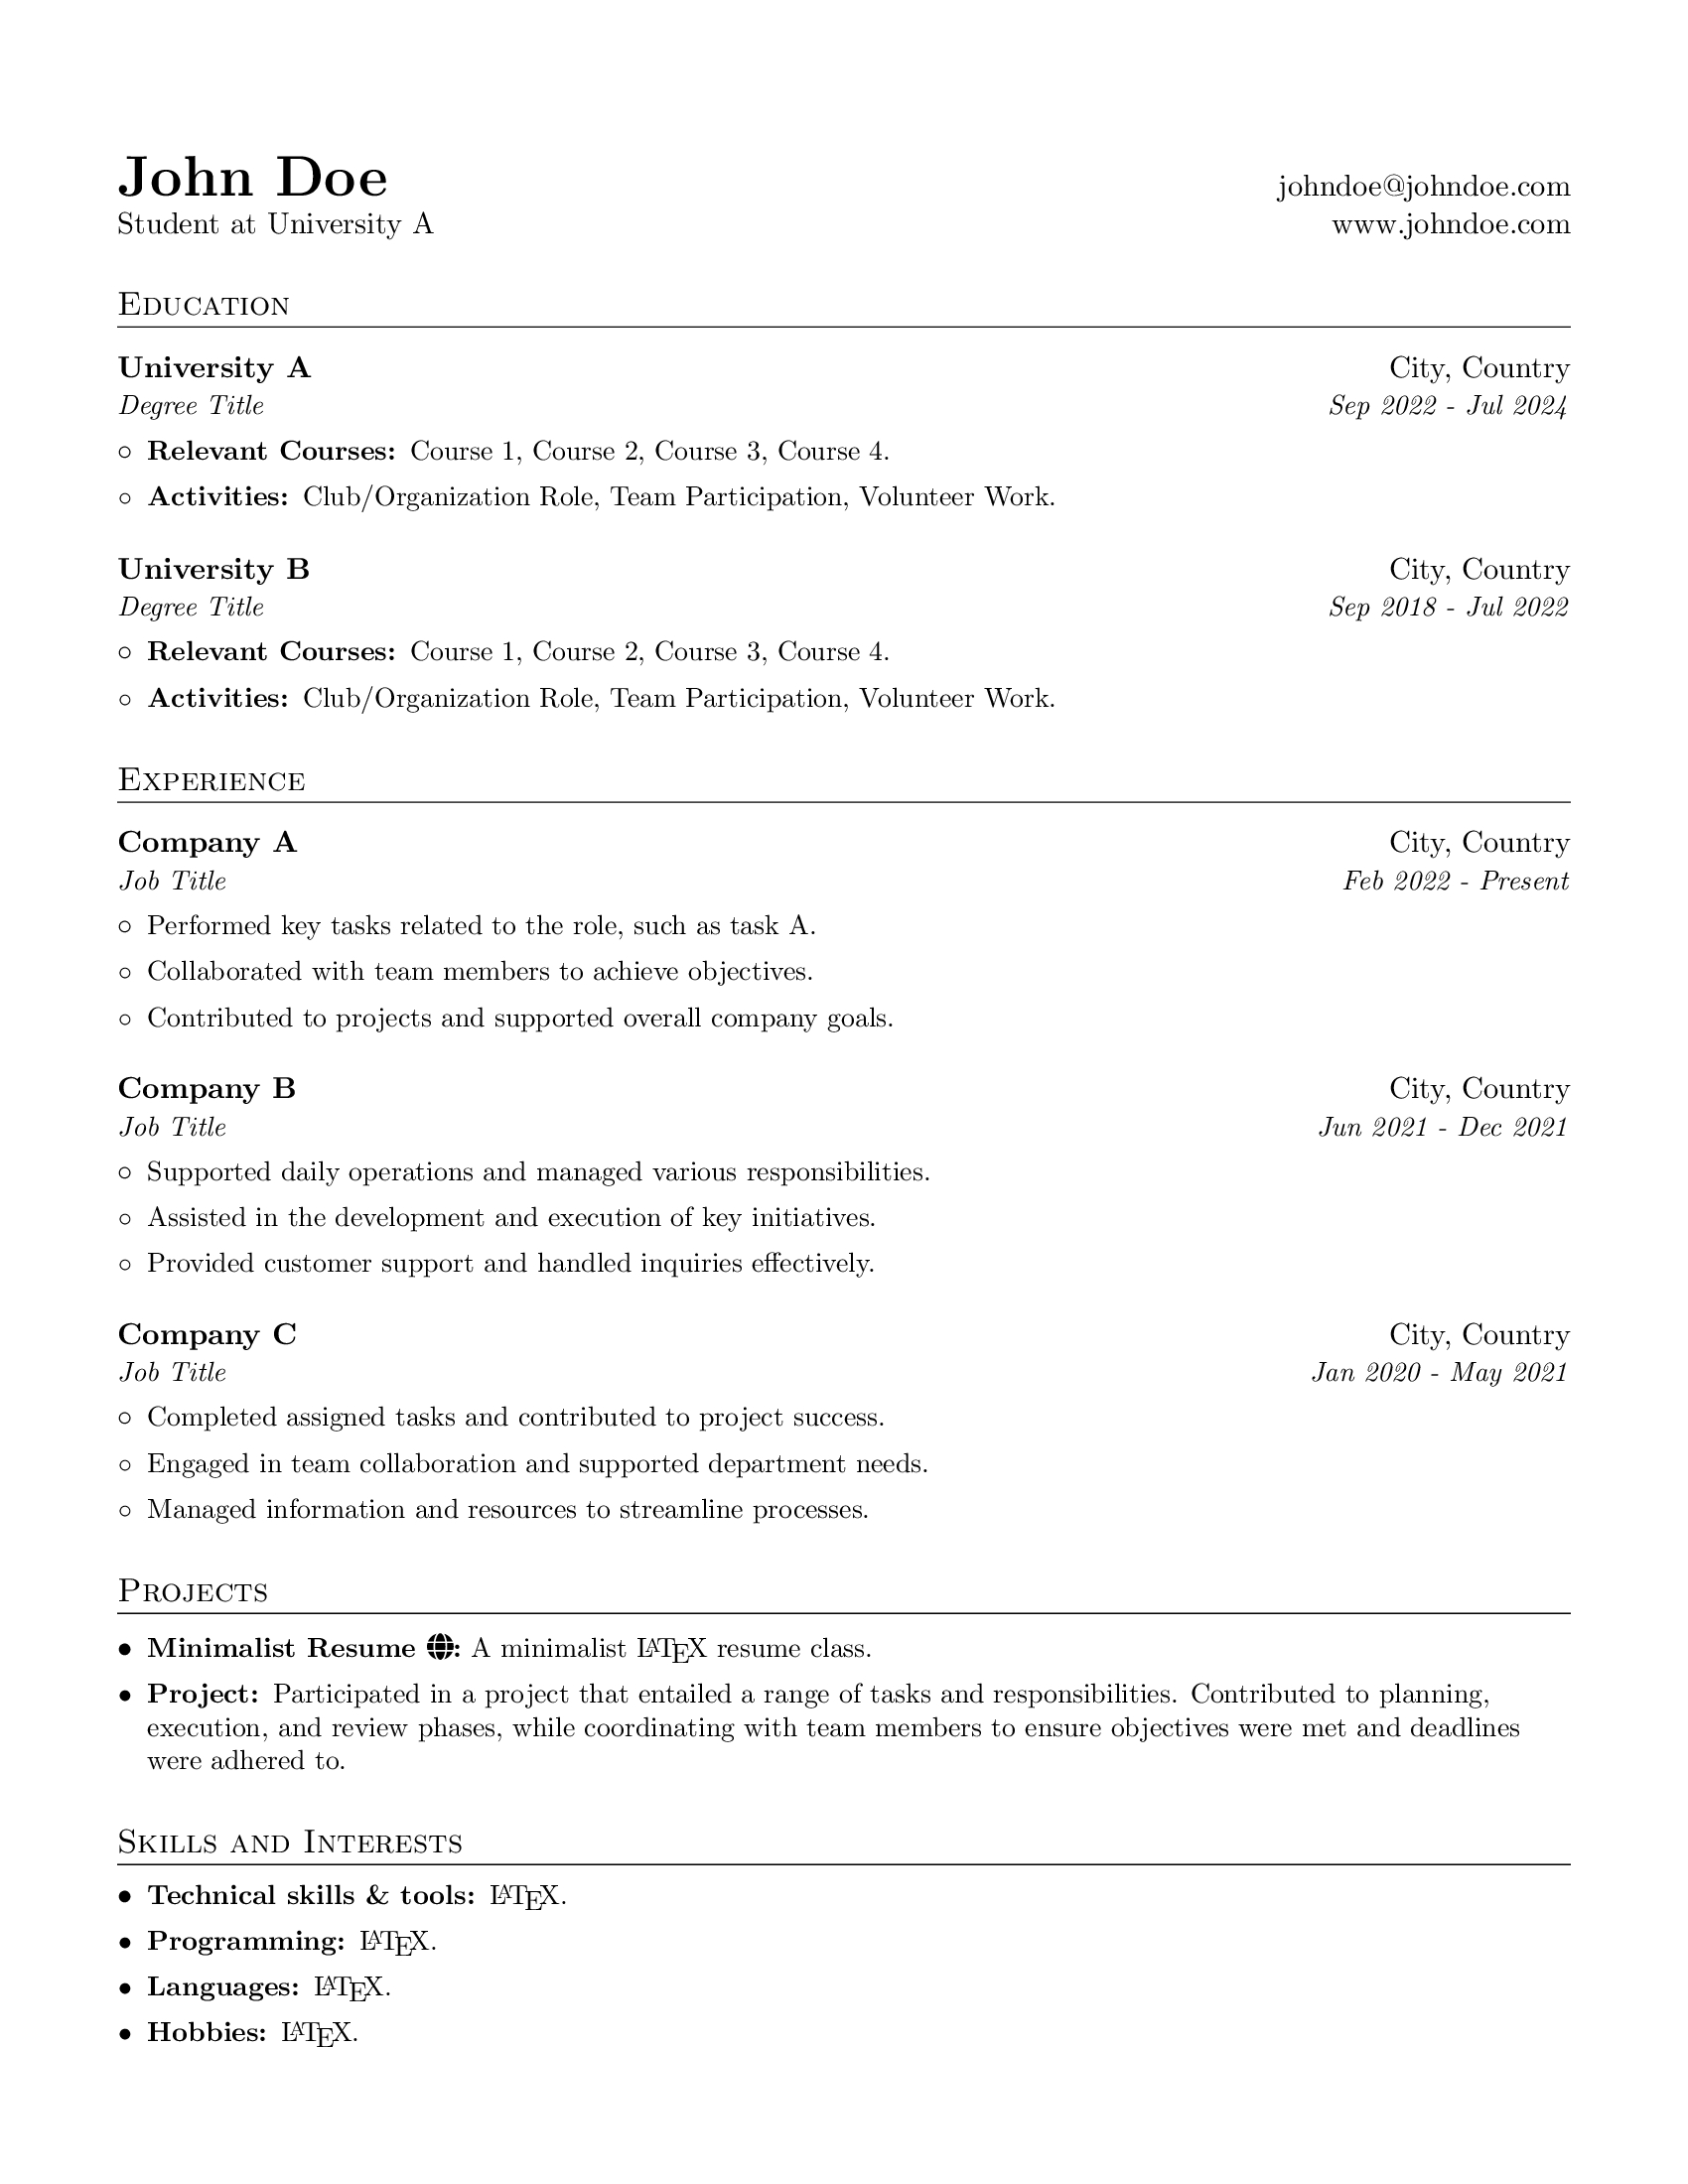 John Doe johndoe@johndoe.com
Student at University A www.johndoe.com
Education
University A City, Country
Degree Title Sep 2022 - Jul 2024
○ Relevant Courses: Course 1, Course 2, Course 3, Course 4.
○ Activities: Club/Organization Role, Team Participation, Volunteer Work.
University B City, Country
Degree Title Sep 2018 - Jul 2022
○ Relevant Courses: Course 1, Course 2, Course 3, Course 4.
○ Activities: Club/Organization Role, Team Participation, Volunteer Work.
Experience
Company A City, Country
Job Title Feb 2022 - Present
○ Performed key tasks related to the role, such as task A.
○ Collaborated with team members to achieve objectives.
○ Contributed to projects and supported overall company goals.
Company B City, Country
Job Title Jun 2021 - Dec 2021
○ Supported daily operations and managed various responsibilities.
○ Assisted in the development and execution of key initiatives.
○ Provided customer support and handled inquiries effectively.
Company C City, Country
Job Title Jan 2020 - May 2021
○ Completed assigned tasks and contributed to project success.
○ Engaged in team collaboration and supported department needs.
○ Managed information and resources to streamline processes.
Projects
● Minimalist Resume : A minimalist LATEX resume class.
● Project: Participated in a project that entailed a range of tasks and responsibilities. Contributed to planning,
execution, and review phases, while coordinating with team members to ensure objectives were met and deadlines
were adhered to.
Skills and Interests
● Technical skills & tools: LATEX.
● Programming: LATEX.
● Languages: LATEX.
● Hobbies: LATEX.